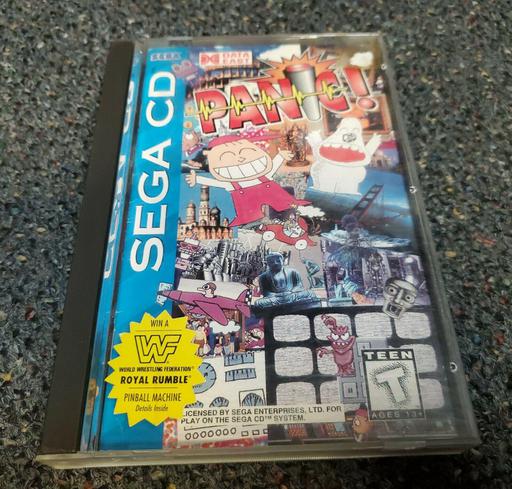 SEGA
DATA
EAST
PANIC!
SEGA CD
WIN A
WF
WORLD WRESTLING FEDERATION®
ROYAL RUMBLE®
PINBALL MACHINE
Details Inside
TEEN
T
AGES 13+
LICENSED BY SEGA ENTERPRISES, LTD. FOR
PLAY ON THE SEGA CD™ SYSTEM.